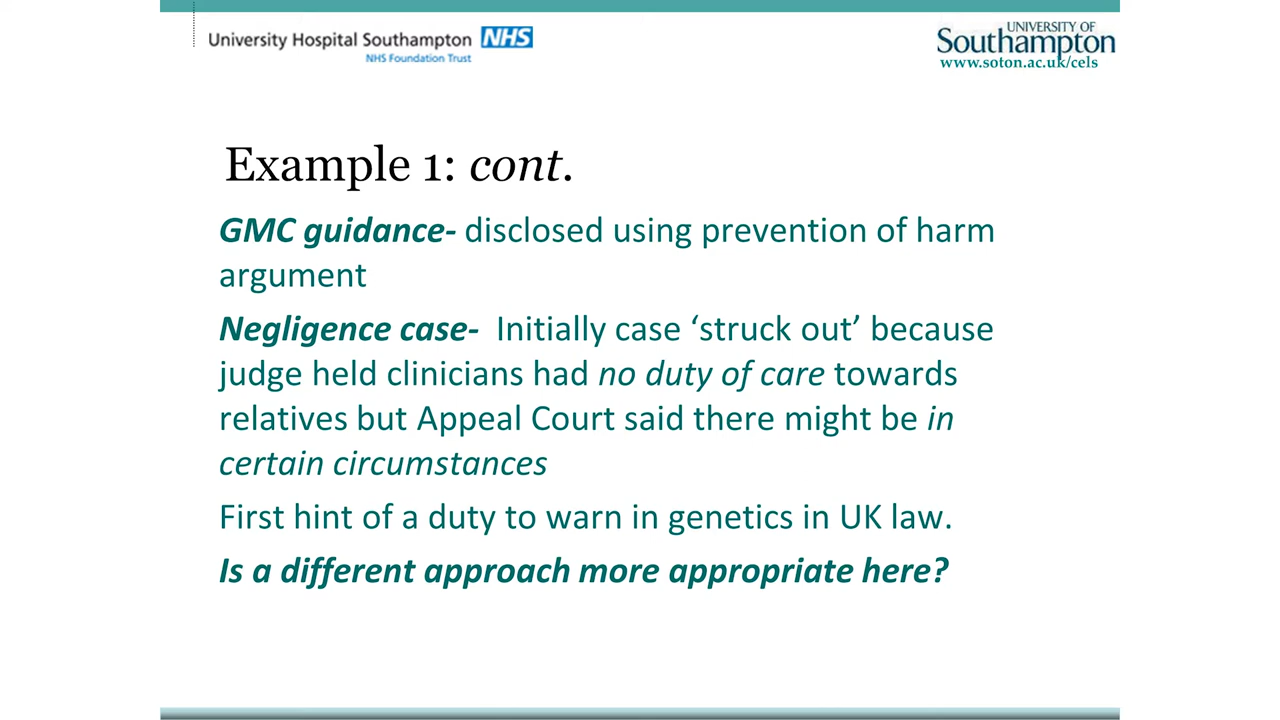 University Hospital Southampton NHS
NHS Foundation Trust
UNIVERSITY OF
Southampton
www.soton.ac.uk/cels
Example 1: cont.
GMC guidance- disclosed using prevention of harm
argument
Negligence case- Initially case ‘struck out’ because
judge held clinicians had no duty of care towards
relatives but Appeal Court said there might be in
certain circumstances
First hint of a duty to warn in genetics in UK law.
Is a different approach more appropriate here?